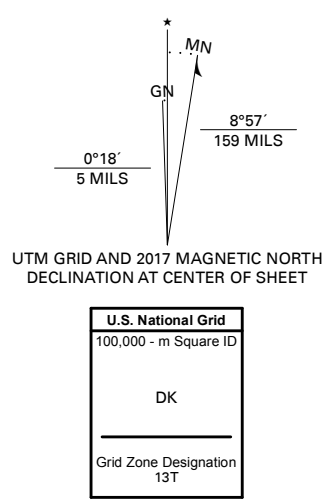 ★
MN
GN
8°57´
159 MILS
0°18´
5 MILS
UTM GRID AND 2017 MAGNETIC NORTH
DECLINATION AT CENTER OF SHEET
U.S. National Grid
100,000 - m Square ID
DK
Grid Zone Designation
13T